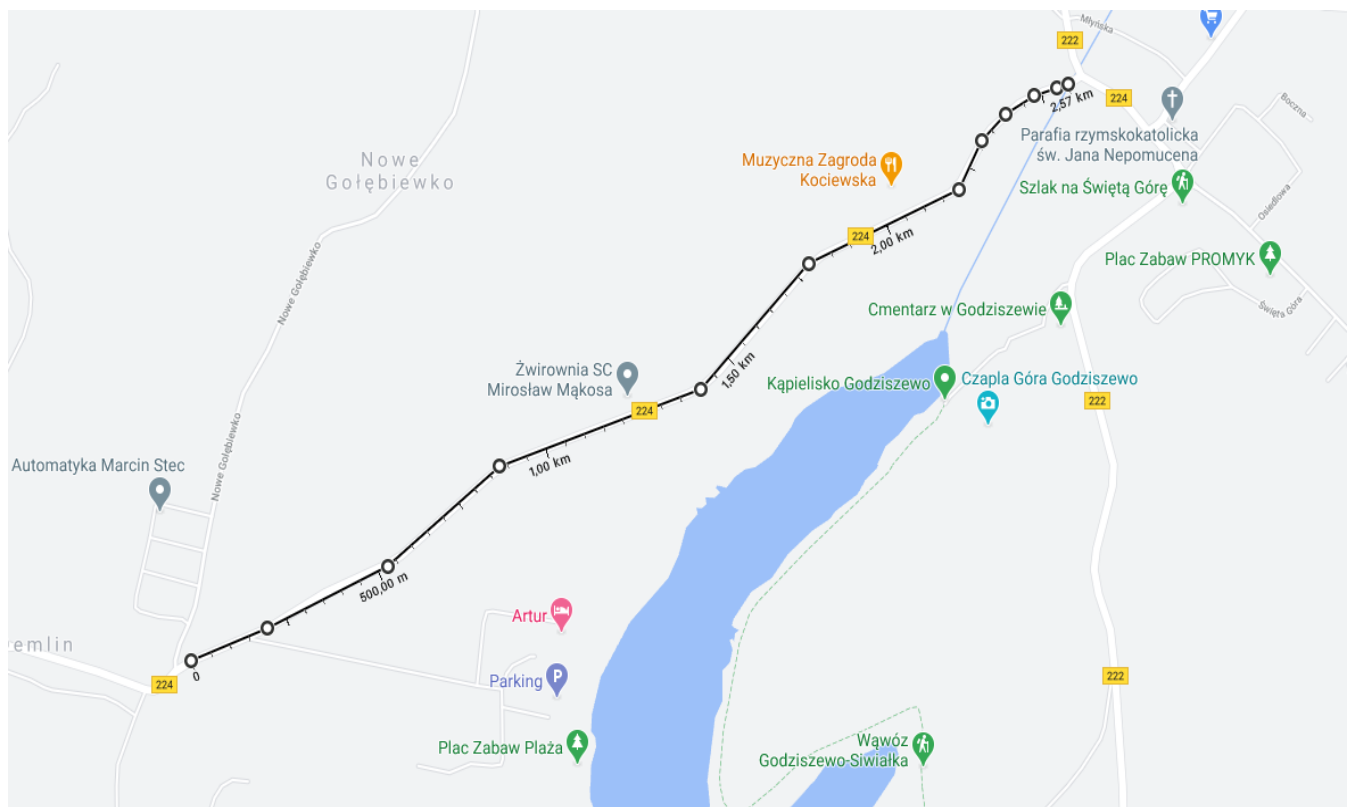 Młyńska
222
2,57 km
224
Boczna
Parafia rzymskokatolicka
św. Jana Nepomucena
Nowe
Gołębiewko
Muzyczna Zagroda
Kociewska
Szlak na Świętą Górę
Osiedlowa
224
2,00 km
Plac Zabaw PROMYK
Nowe Gołębiewko
Cmentarz w Godziszewie
Święta Góra
Żwirownia SC
Mirosław Mąkosa
1,50 km
Kąpielisko Godziszewo
Czapla Góra Godziszewo
222
224
Nowe Gołębiewko
1,00 km
Automatyka Marcin Stec
500,00 m
Artur
emlin
0
224
Parking
P
222
Plac Zabaw Plaża
Wąwóz
Godziszewo-Siwiałka